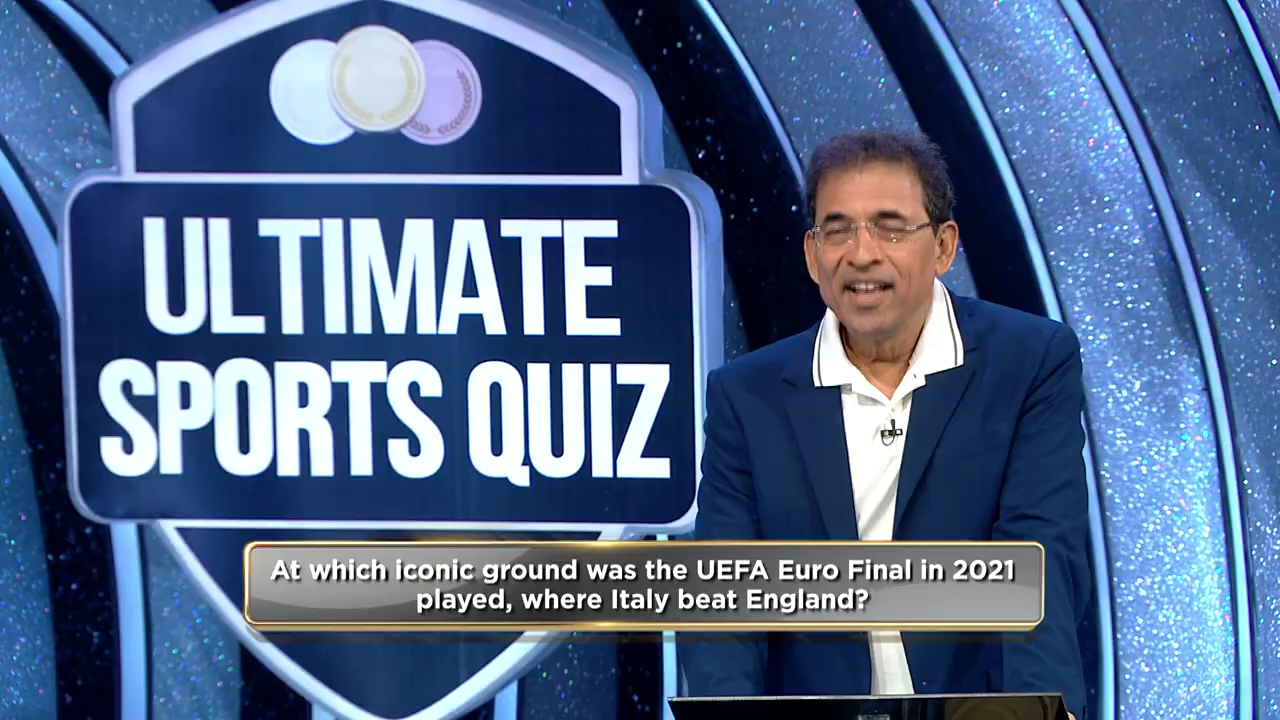 ULTIMATE
SPORTS QUIZ
At which iconic ground was the UEFA Euro Final in 2021
played, where Italy beat England?